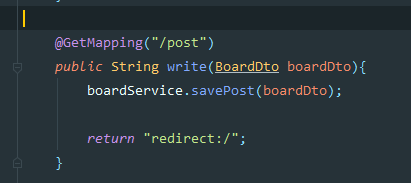 @GetMapping("/post")
public String write(BoardDto boardDto){
boardService.savePost(boardDto);
return "redirect:/";
}